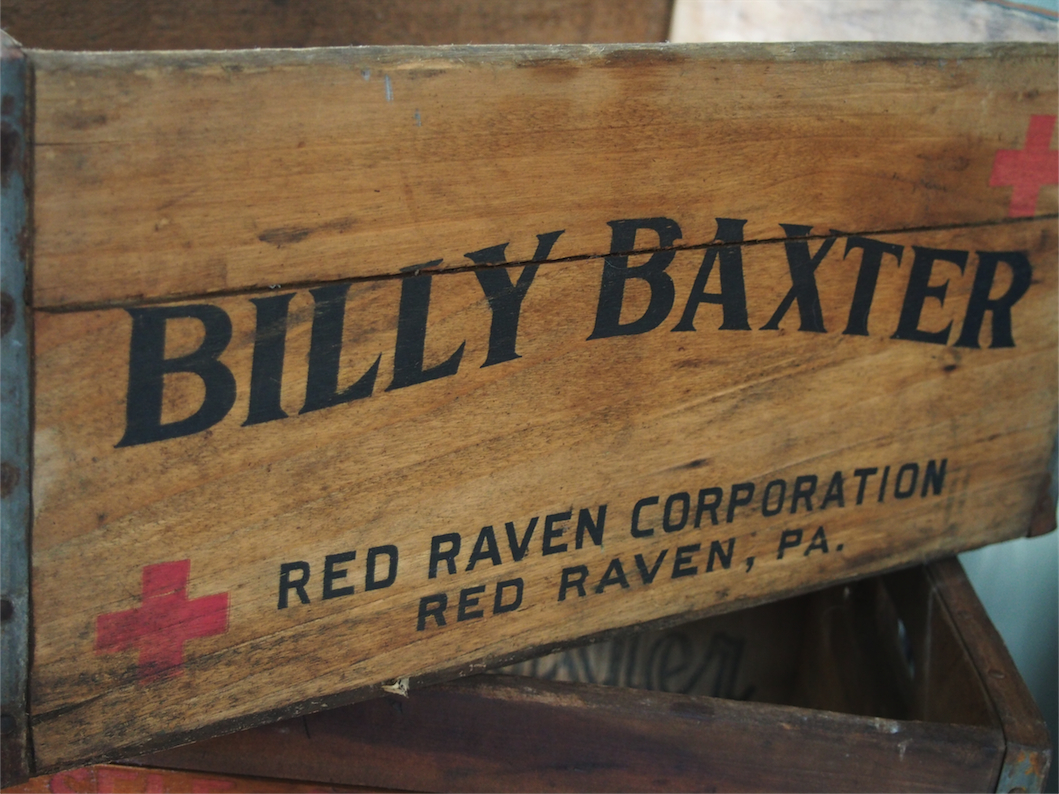 BILLY BAXTER
RED RAVEN CORPORATION
RED RAVEN, PA.